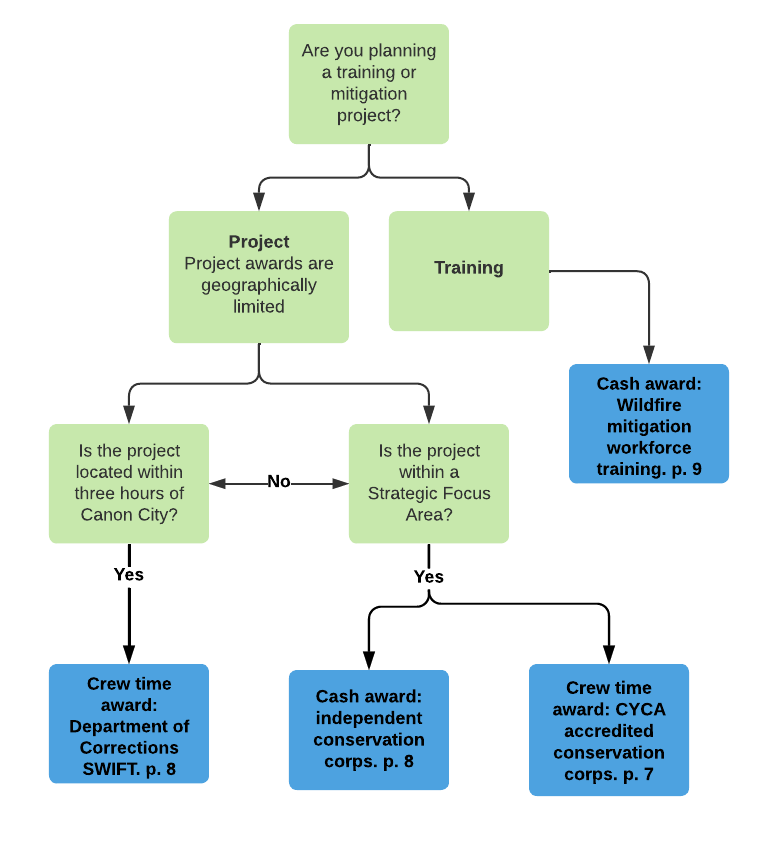 Are you planning
a training or
mitigation
project?
Project
Project awards are
geographically
limited
Training
Cash award:
Wildfire
mitigation
workforce
training. p. 9
Is the project
located within
three hours of
Canon City?
No
Is the project
within a
Strategic Focus
Area?
Yes
Yes
Crew time
award:
Department of
Corrections
SWIFT. p. 8
Cash award:
independent
conservation
corps. p. 8
Crew time
award: CYCA
accredited
conservation
corps. p. 7